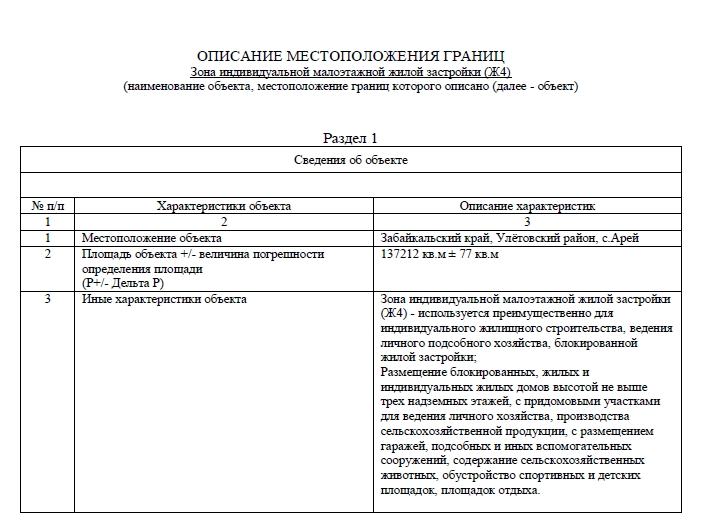 ОПИСАНИЕ МЕСТОПОЛОЖЕНИЯ ГРАНИЦ
Зона индивидуальной малоэтажной жилой застройки (Ж4)
(наименование объекта, местоположение границ которого описано (далее - объект)
Раздел 1
Сведения об объекте
№ п/п Характеристики объекта Описание характеристик
1 2 3
1 Местоположение объекта Забайкальский край, Улётовский район, с.Арей
2 Площадь объекта +/- величина погрешности 137212 кв.м ± 77 кв.м
определения площади
(P+/- Дельта P)
3 Иные характеристики объекта Зона индивидуальной малоэтажной жилой застройки
(Ж4) - используется преимущественно для
индивидуального жилищного строительства, ведения
личного подсобного хозяйства, блокированной
жилой застройки;
Размещение блокированных, жилых и
индивидуальных жилых домов высотой не выше
трех надземных этажей, с придомовыми участками
для ведения личного хозяйства, производства
сельскохозяйственной продукции, с размещением
гаражей, подсобных и иных вспомогательных
сооружений, содержание сельскохозяйственных
животных, обустройство спортивных и детских
площадок, площадок отдыха.